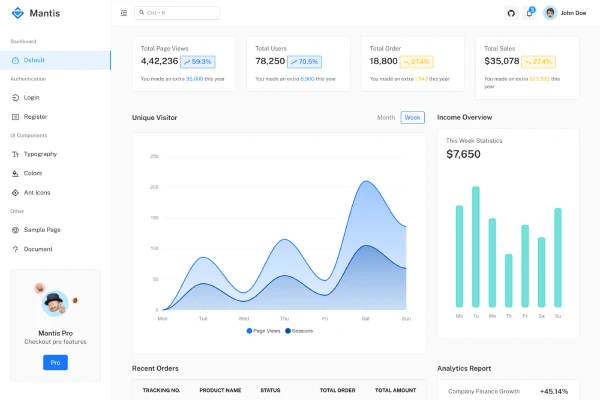 Mantis
Ctrl + K
3
John Doe
Dashboard
Default
Authentication
Login
Register
UI Components
Typography
Colors
Ant Icons
Other
Sample Page
Document
Mantis Pro
Checkout pro features
Pro
Total Page Views
4,42,236 59.3%
You made an extra 35,000 this year
Total Users
78,250 70.5%
You made an extra 8,900 this year
Total Order
18,800 27.4%
You made an extra 1,943 this year
Total Sales
$35,078 27.4%
You made an extra $20,395 this
year
Unique Visitor
Month Week
250
200
150
100
50
0
Mon Tue Wed Thu Fri Sat Sun
Page Views Sessions
Income Overview
This Week Statistics
$7,650
Mo Tu We Th Fr Sa Su
Recent Orders
TRACKING NO. PRODUCT NAME STATUS TOTAL ORDER TOTAL AMOUNT
Analytics Report
Company Finance Growth +45.14%